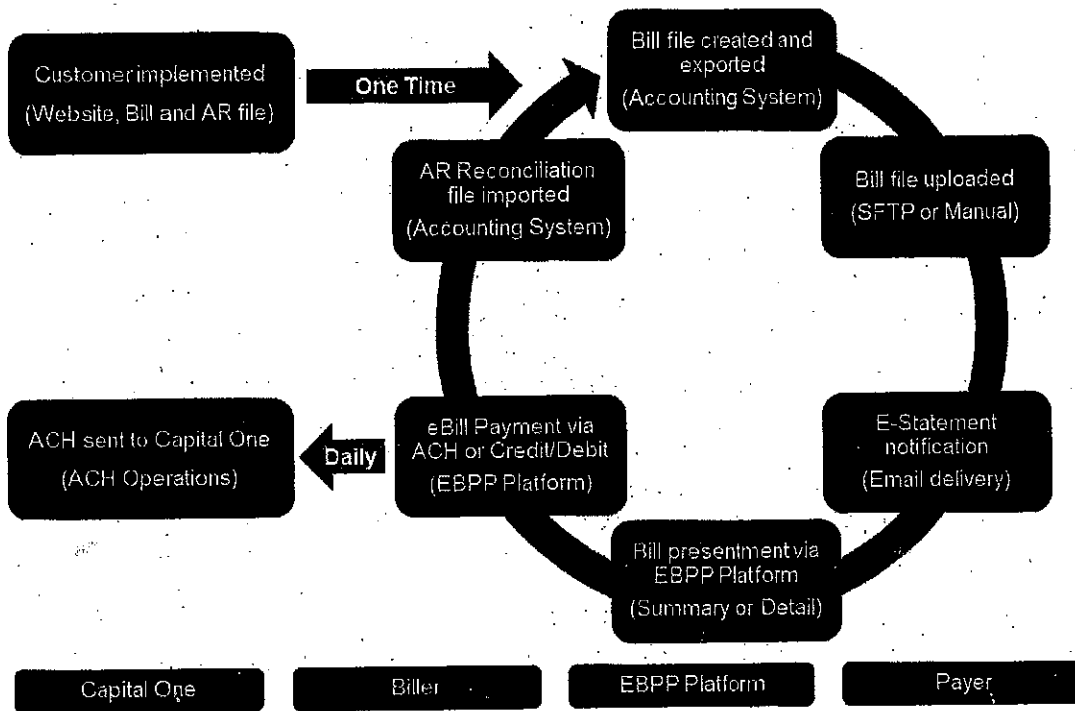 Customer implemented
(Website, Bill and AR file)
One Time
Bill file created and
exported
(Accounting System)
AR Reconciliation
file imported
(Accounting System)
Bill file uploaded
(SFTP or Manual)
ACH sent to Capital One
(ACH Operations)
Daily
eBill Payment via
ACH or Credit/Debit
(EBPP Platform)
E-Statement
notification
(Email delivery)
Bill presentment via
EBPP Platform
(Summary or Detail)
Capital One
Biller
EBPP Platform
Payer